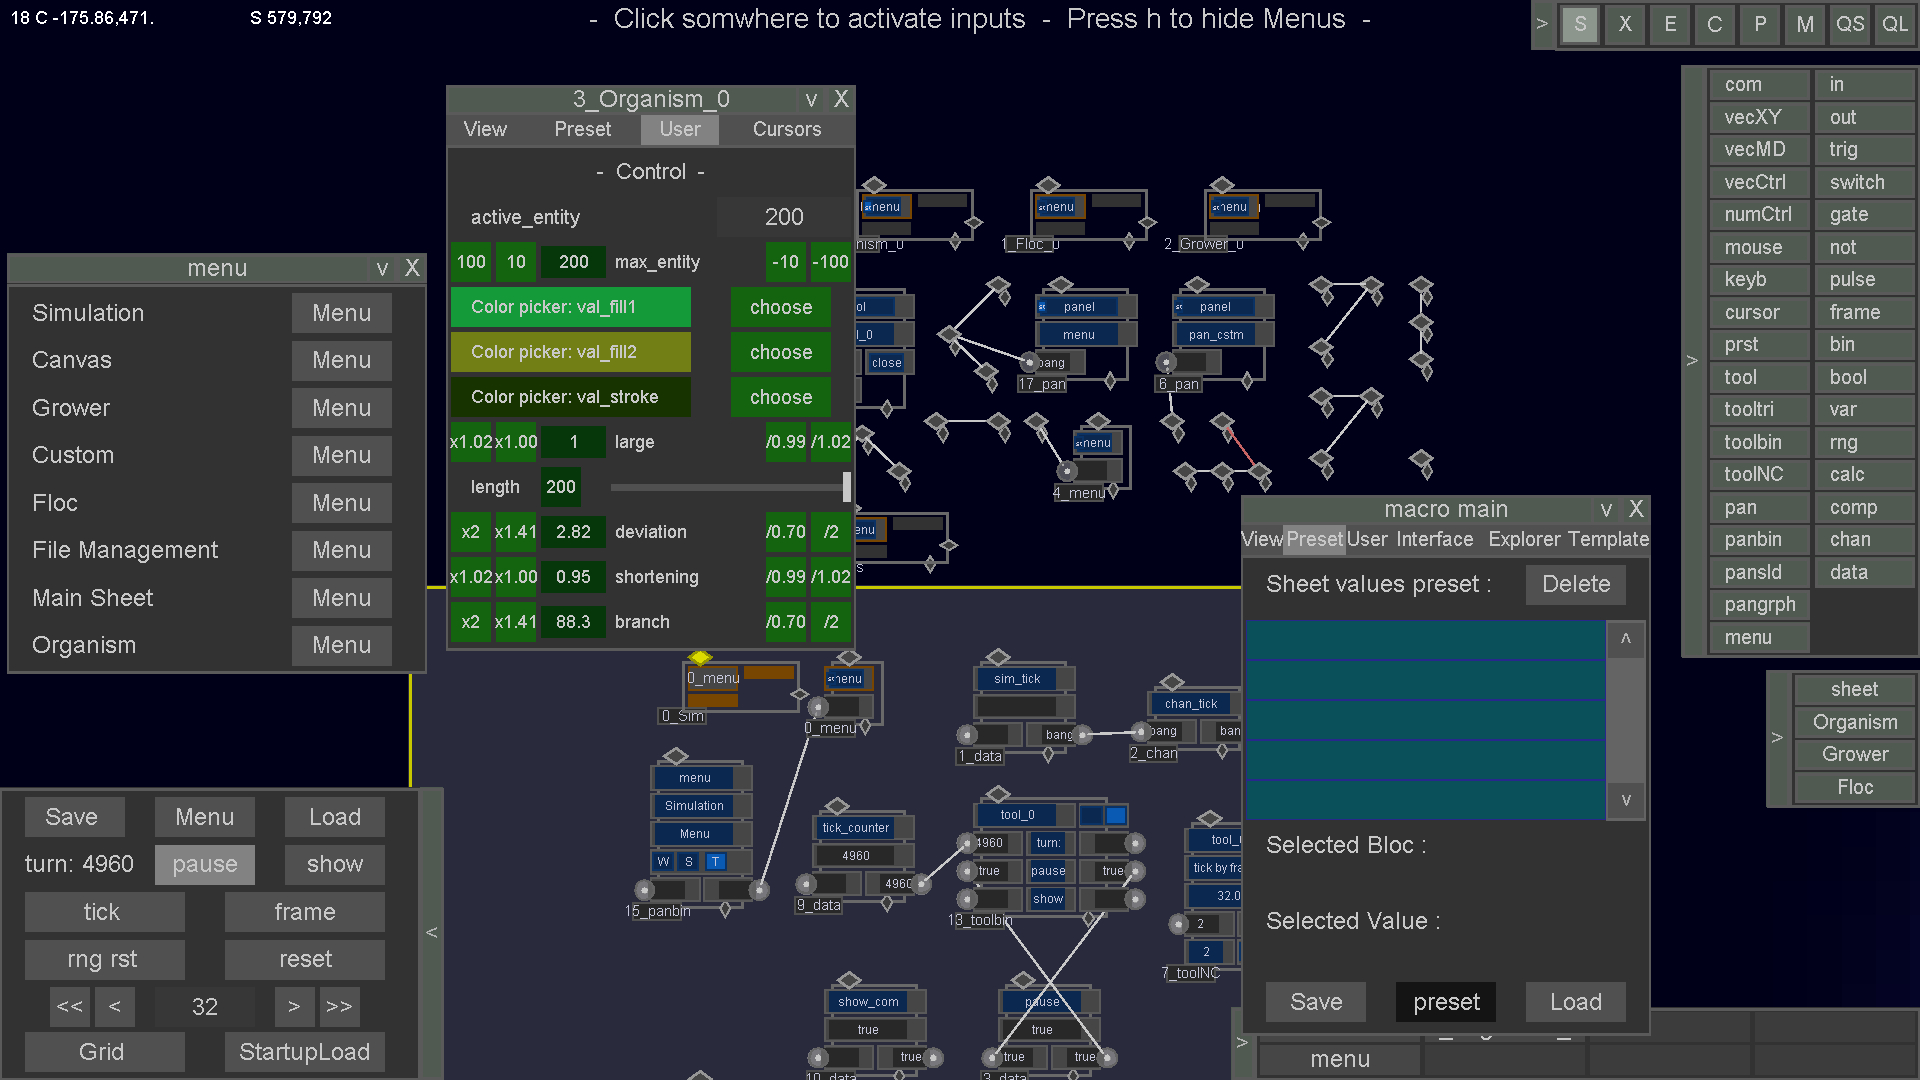 18 C -175.86,471.
S 579,792
- Click somwhere to activate inputs - Press h to hide Menus -
> S X E C P M QS QL
3_Organism_0 v X
View Preset User Cursors
- Control -
active_entity 200
100 10 200 max_entity -10 -100
Color picker: val_fill1 choose
Color picker: val_fill2 choose
Color picker: val_stroke choose
x1.02 x1.00 1 large /0.99 /1.02
length 200
x2 x1.41 2.82 deviation /0.70 /2
x1.02 x1.00 0.95 shortening /0.99 /1.02
x2 x1.41 88.3 branch /0.70 /2
menu v X
Simulation Menu
Canvas Menu
Grower Menu
Custom Menu
Floc Menu
File Management Menu
Main Sheet Menu
Organism Menu
Save Menu Load
turn: 4960 pause show
tick frame
rng rst reset
<< < 32 > >>
Grid StartupLoad
<
com in
vecXY out
vecMD trig
vecCtrl switch
numCtrl gate
mouse not
keyb pulse
cursor frame
prst bin
tool bool
tooltri var
toolbin rng
toolNC calc
pan comp
panbin chan
pansld data
pangrph
menu
>
sheet
Organism
Grower
Floc
>
macro main v X
View Preset User Interface Explorer Template
Sheet values preset : Delete
^
v
Selected Bloc :
Selected Value :
Save preset Load
> menu
menu
1_Floc_0
menu
2_Grower_0
panel
menu
bang
17_pan
panel
pan_cstm
6_pan
close
menu
4_menu
0_menu
0_Sim
menu
0_menu
sim_tick
bang
1_data
chan_tick
bang
2_chan
menu
Simulation
Menu
W S T
15_panbin
tick_counter
4960
4960
9_data
tool_0
4960 turn:
true pause true
show
13_toolbin
tick by fra
32.0
2
2
7_toolNC
show_com
true
true
10_data
pause
true
true true
3_data